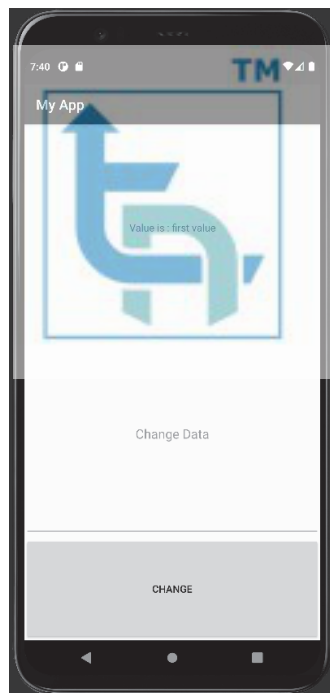 TM
7:40
My App
Value is : first value
Change Data
CHANGE